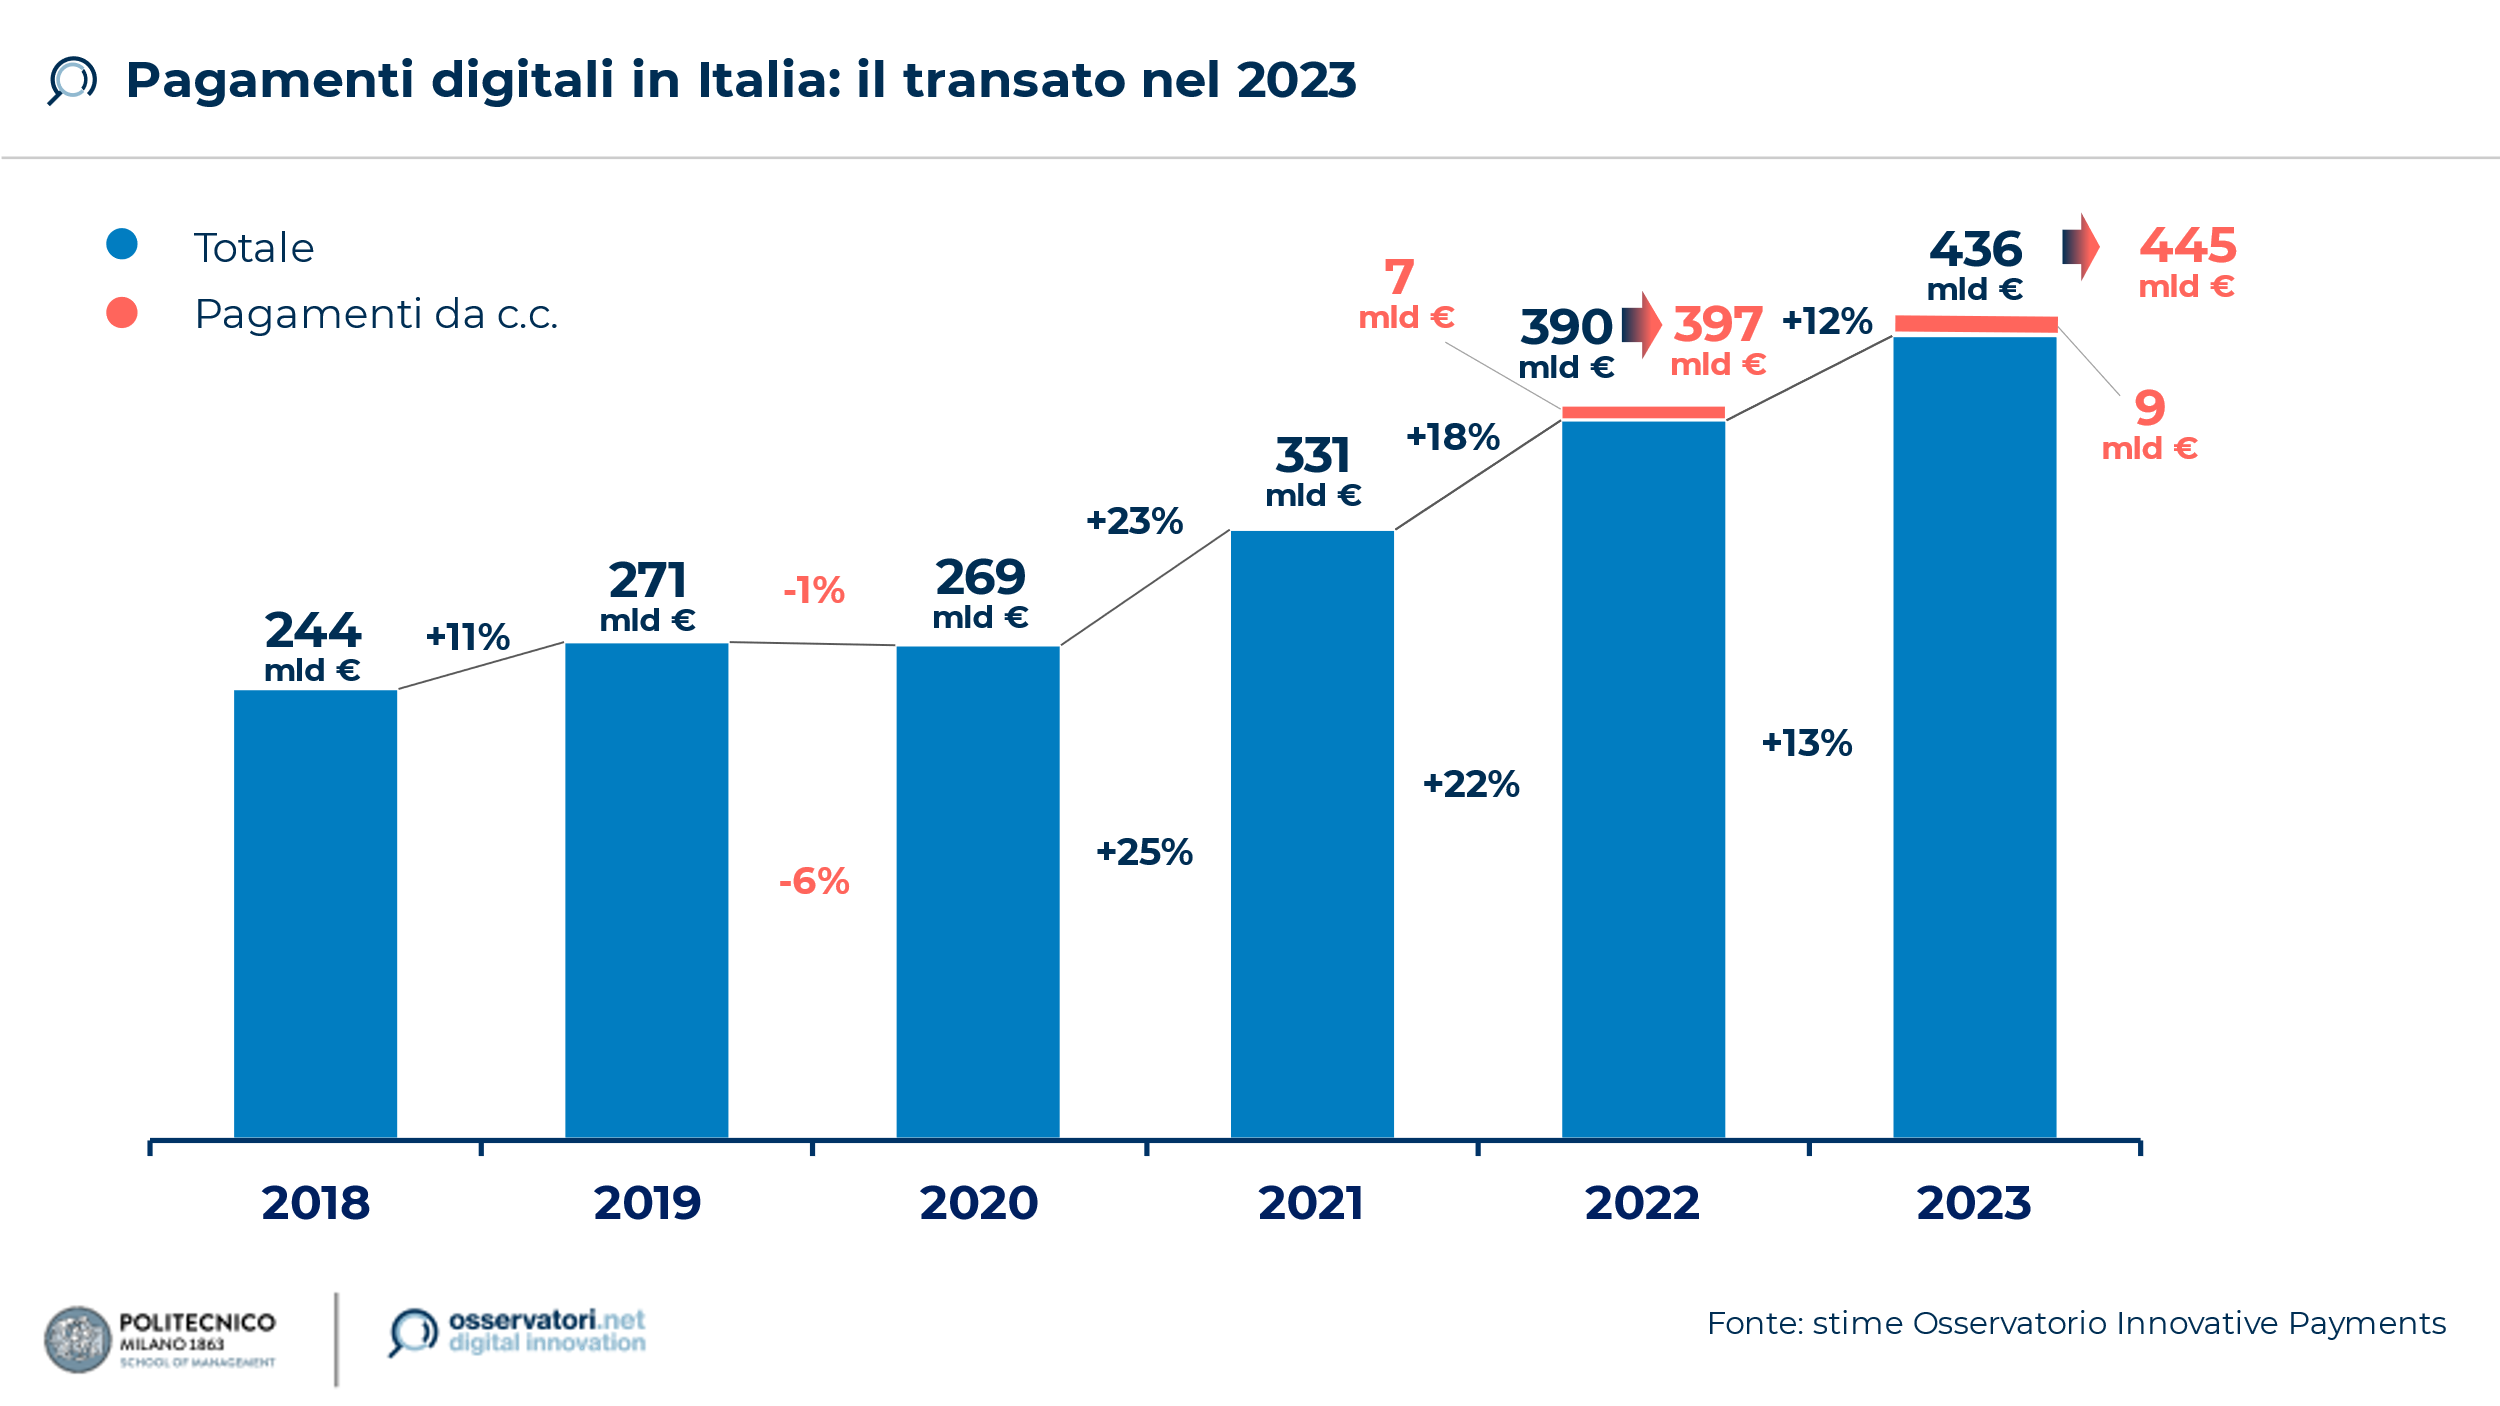 Pagamenti digitali in Italia: il transato nel 2023
Totale
Pagamenti da c.c.
244
mld €
+11%
271
mld €
-1%
-6%
269
mld €
+23%
+25%
331
mld €
+18%
+22%
7
mld €
390
mld €
397
mld €
+12%
+13%
436
mld €
445
mld €
9
mld €
2018
2019
2020
2021
2022
2023
POLITECNICO
MILANO 1863
SCHOOL OF MANAGEMENT
osservatori.net
digital innovation
Fonte: stime Osservatorio Innovative Payments